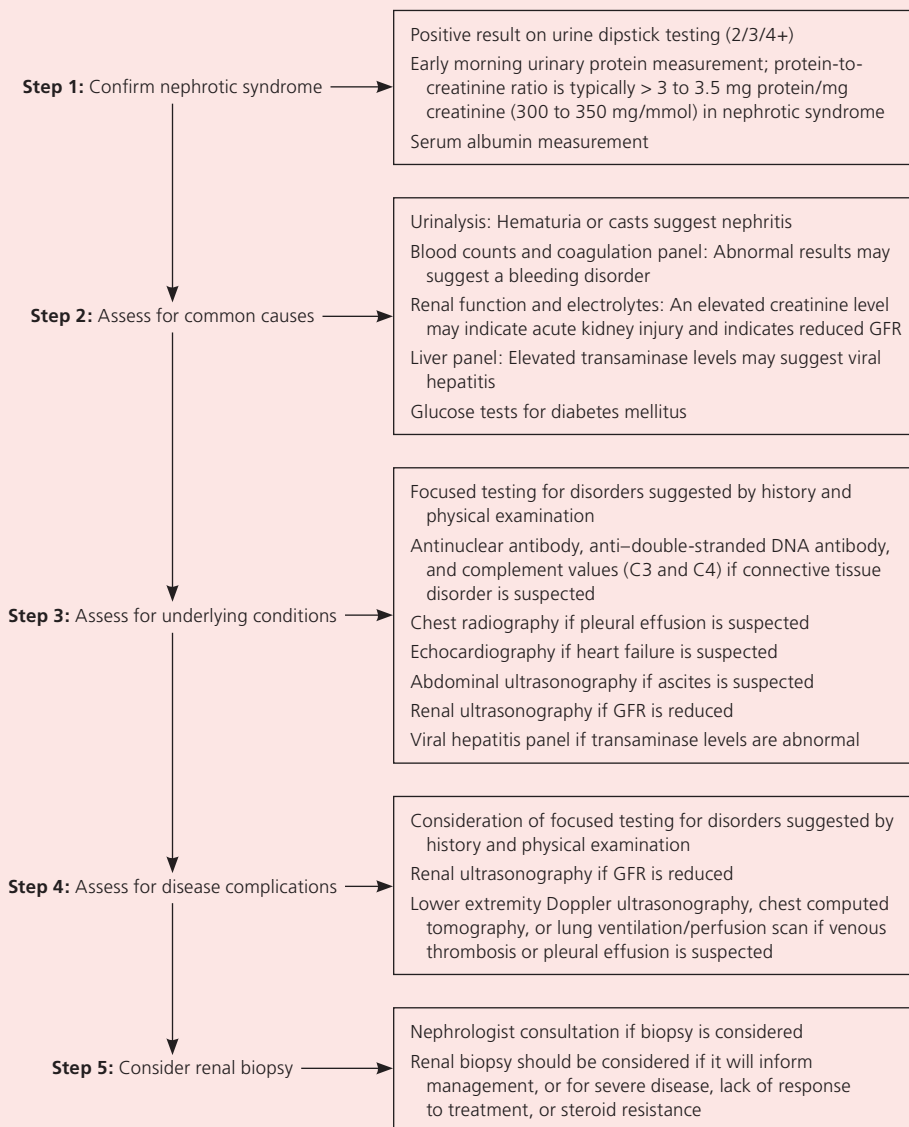 Step 1: Confirm nephrotic syndrome
Positive result on urine dipstick testing (2/3/4+)
Early morning urinary protein measurement; protein-to-
creatinine ratio is typically > 3 to 3.5 mg protein/mg
creatinine (300 to 350 mg/mmol) in nephrotic syndrome
Serum albumin measurement
Step 2: Assess for common causes
Urinalysis: Hematuria or casts suggest nephritis
Blood counts and coagulation panel: Abnormal results may
suggest a bleeding disorder
Renal function and electrolytes: An elevated creatinine level
may indicate acute kidney injury and indicates reduced GFR
Liver panel: Elevated transaminase levels may suggest viral
hepatitis
Glucose tests for diabetes mellitus
Step 3: Assess for underlying conditions
Focused testing for disorders suggested by history and
physical examination
Antinuclear antibody, anti–double-stranded DNA antibody,
and complement values (C3 and C4) if connective tissue
disorder is suspected
Chest radiography if pleural effusion is suspected
Echocardiography if heart failure is suspected
Abdominal ultrasonography if ascites is suspected
Renal ultrasonography if GFR is reduced
Viral hepatitis panel if transaminase levels are abnormal
Step 4: Assess for disease complications
Consideration of focused testing for disorders suggested by
history and physical examination
Renal ultrasonography if GFR is reduced
Lower extremity Doppler ultrasonography, chest computed
tomography, or lung ventilation/perfusion scan if venous
thrombosis or pleural effusion is suspected
Step 5: Consider renal biopsy
Nephrologist consultation if biopsy is considered
Renal biopsy should be considered if it will inform
management, or for severe disease, lack of response
to treatment, or steroid resistance